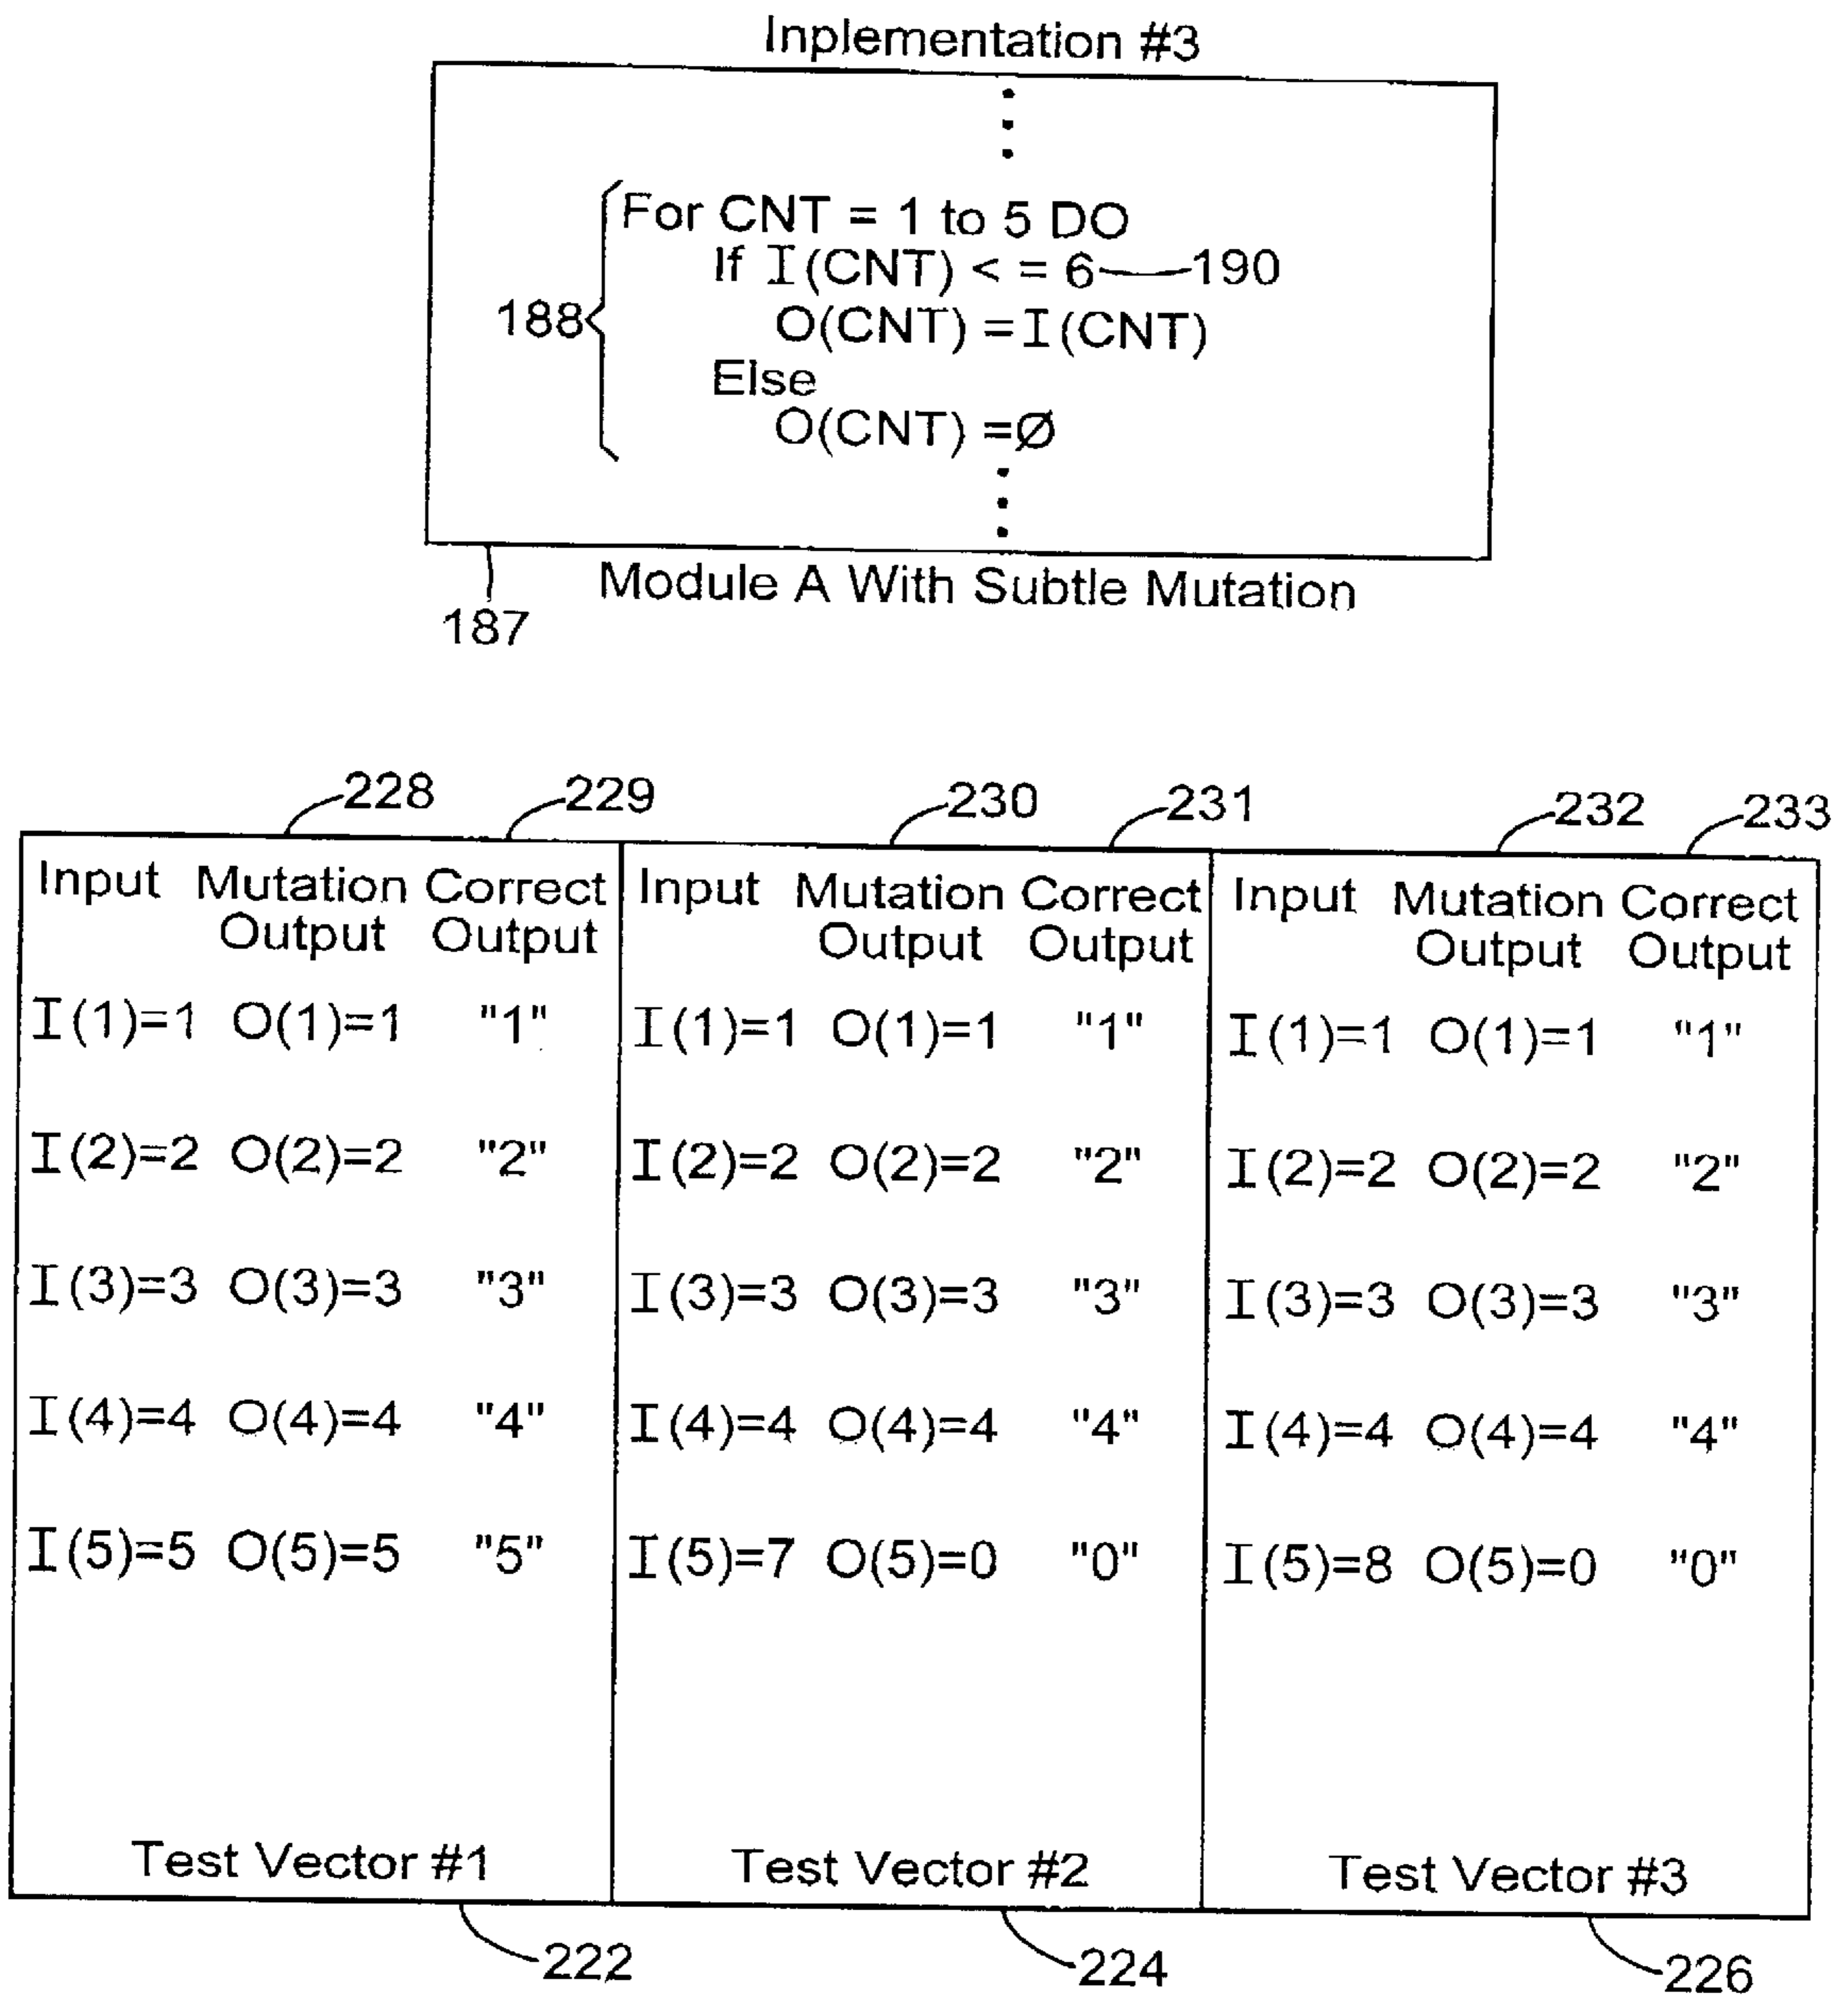 Inplementation #3
For CNT = 1 to 5 DO
If I(CNT) < = 6 190
188 O(CNT) =I(CNT)
Else
O(CNT) =Ø
Module A With Subtle Mutation
187
228 229 230 231 232 233
Input Mutation Correct Input Mutation Correct Input Mutation Correct
Output Output Output Output Output Output
I(1)=1 O(1)=1 "1" I(1)=1 O(1)=1 "1" I(1)=1 O(1)=1 "1"
I(2)=2 O(2)=2 "2" I(2)=2 O(2)=2 "2" I(2)=2 O(2)=2 "2"
I(3)=3 O(3)=3 "3" I(3)=3 O(3)=3 "3" I(3)=3 O(3)=3 "3"
I(4)=4 O(4)=4 "4" I(4)=4 O(4)=4 "4" I(4)=4 O(4)=4 "4"
I(5)=5 O(5)=5 "5" I(5)=7 O(5)=0 "0" I(5)=8 O(5)=0 "0"
Test Vector #1 Test Vector #2 Test Vector #3
222 224 226